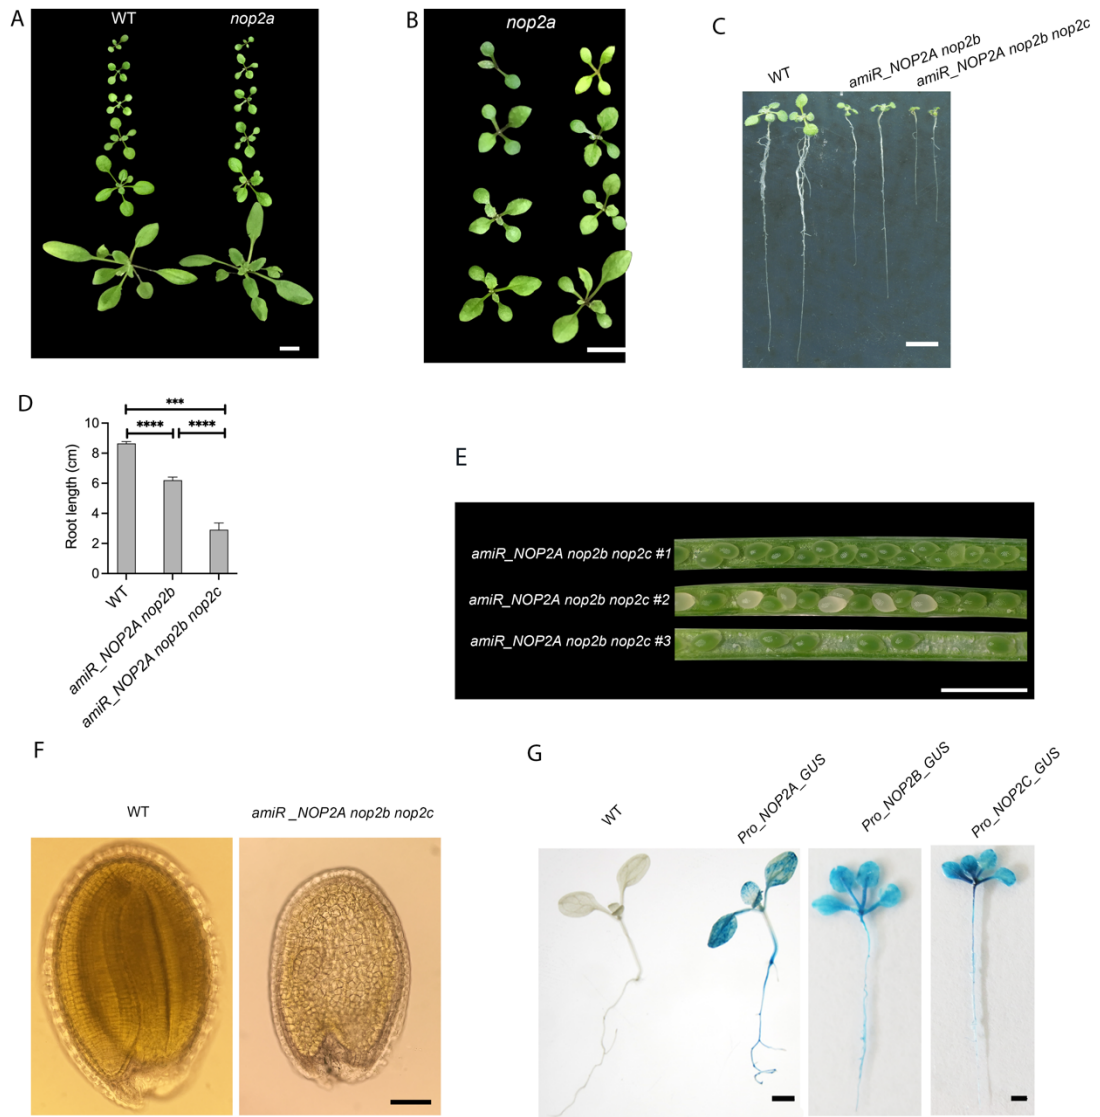 A
WT
nop2a
B
nop2a
C
WT
amiR_NOP2A nop2b
amiR_NOP2A nop2b nop2c
D
***
****
****
10
8
6
4
2
0
Root length (cm)
WT
amiR_NOP2A nop2b
amiR_NOP2A nop2b nop2c
E
amiR_NOP2A nop2b nop2c #1
amiR_NOP2A nop2b nop2c #2
amiR_NOP2A nop2b nop2c #3
F
WT
amiR _NOP2A nop2b nop2c
G
WT
Pro_NOP2A_GUS
Pro_NOP2B_GUS
Pro_NOP2C_GUS